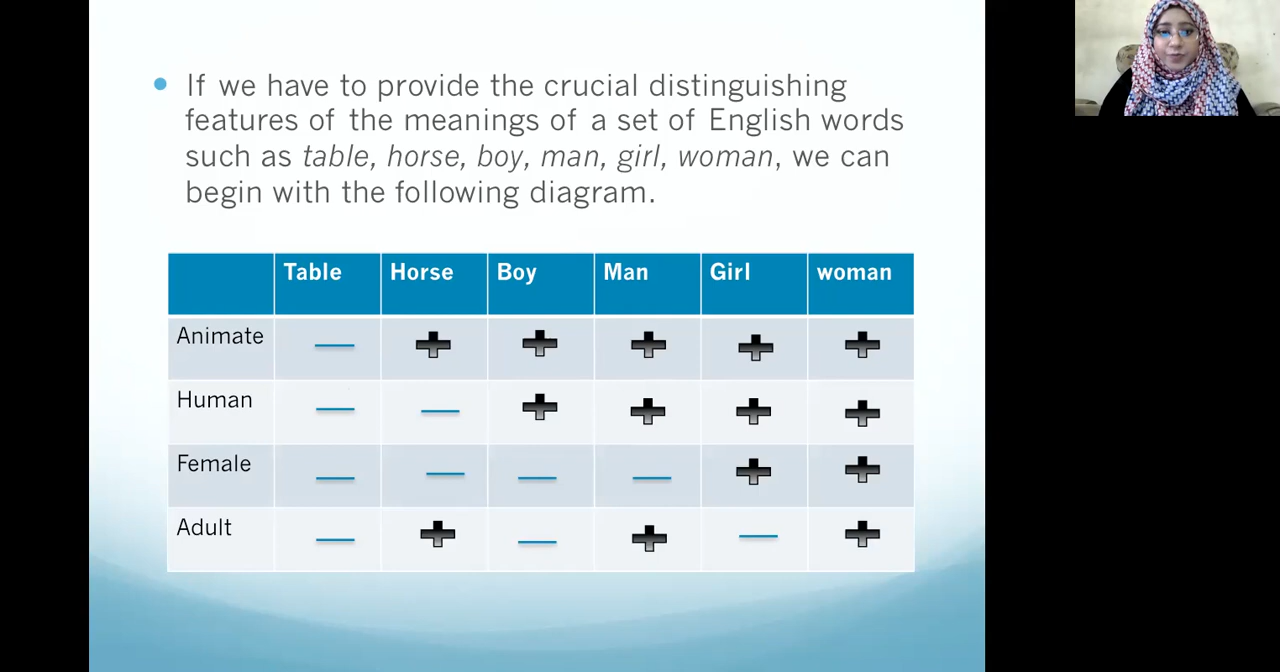 • If we have to provide the crucial distinguishing
features of the meanings of a set of English words
such as table, horse, boy, man, girl, woman, we can
begin with the following diagram.
Table Horse Boy Man Girl woman
Animate — + + + + +
Human — — + + + +
Female — — — — + +
Adult — + — + — +